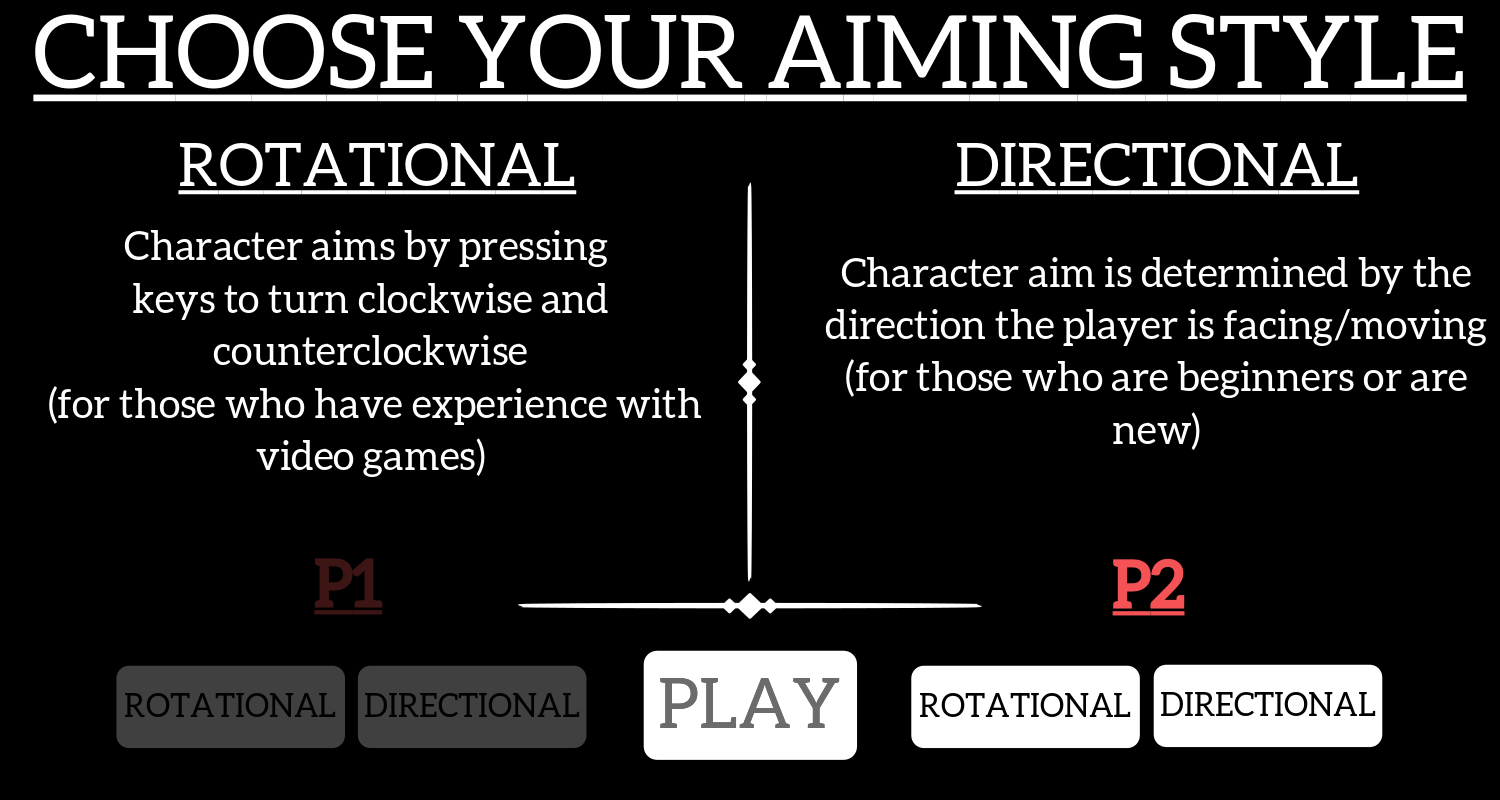 CHOOSE YOUR AIMING STYLE
ROTATIONAL
Character aims by pressing
keys to turn clockwise and
counterclockwise
(for those who have experience with
video games)
DIRECTIONAL
Character aim is determined by the
direction the player is facing/moving
(for those who are beginners or are
new)
P1
ROTATIONAL DIRECTIONAL
PLAY
P2
ROTATIONAL DIRECTIONAL